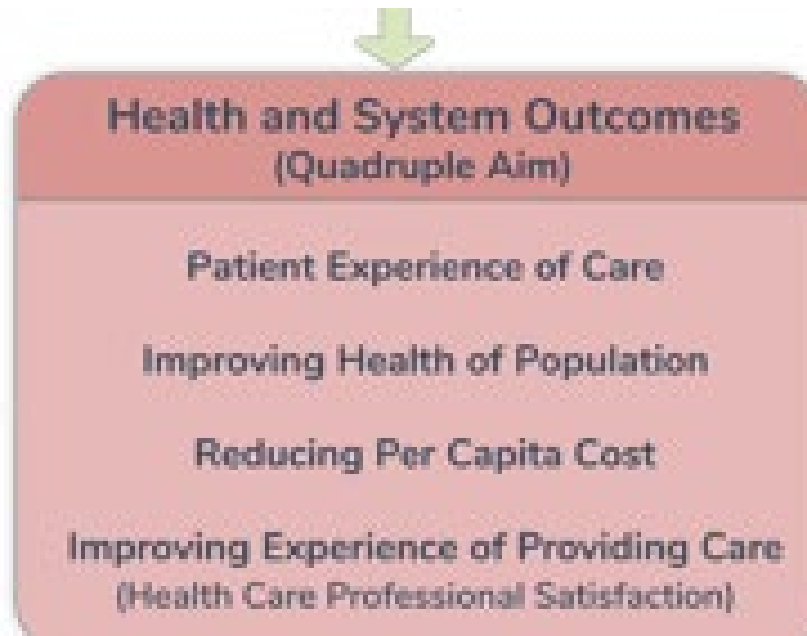 Health and System Outcomes
(Quadruple Aim)
Patient Experience of Care
Improving Health of Population
Reducing Per Capita Cost
Improving Experience of Providing Care
(Health Care Professional Satisfaction)